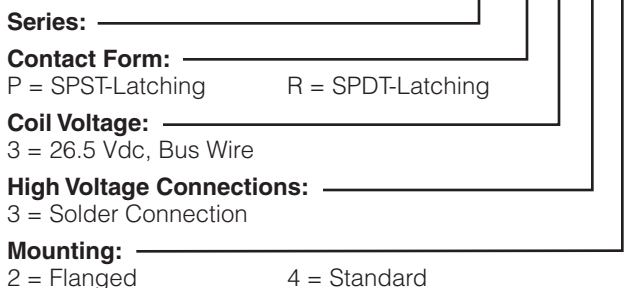 Series:
Contact Form:
P = SPST-Latching R = SPDT-Latching
Coil Voltage:
3 = 26.5 Vdc, Bus Wire
High Voltage Connections:
3 = Solder Connection
Mounting:
2 = Flanged 4 = Standard